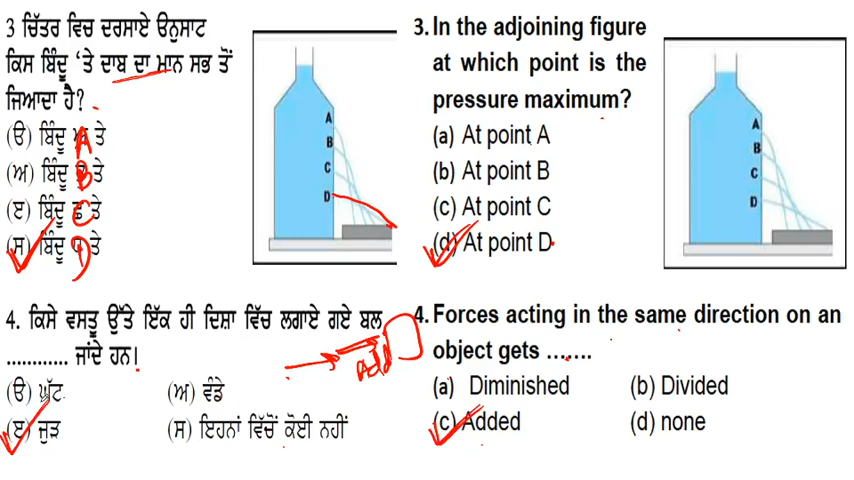 3 ਚਿੱਤਰ ਵਿਚ ਦਰਸਾਏ ਅਨੁਸਾਰ
ਕਿਸ ਬਿੰਦੂ ‘ਤੇ ਦਾਬ ਦਾ ਮਾਨ ਸਭ ਤੋਂ
ਜਿਆਦਾ ਹੈ?
(ੳ) ਬਿੰਦੂ A ਤੇ
(ਅ) ਬਿੰਦੂ B ਤੇ
(ੲ) ਬਿੰਦੂ C ਤੇ
(ਸ) ਬਿੰਦੂ D ਤੇ
A
B
C
D
4. ਕਿਸੇ ਵਸਤੂ ਉੱਤੇ ਇੱਕ ਹੀ ਦਿਸ਼ਾ ਵਿੱਚ ਲਗਾਏ ਗਏ ਬਲ
............ ਜਾਂਦੇ ਹਨ।
Add
(ੳ) ਘੁੱਟ (ਅ) ਵੰਡੇ
(ੲ) ਜੁੜ (ਸ) ਇਹਨਾਂ ਵਿੱਚੋਂ ਕੋਈ ਨਹੀਂ
3. In the adjoining figure
at which point is the
pressure maximum?
(a) At point A
(b) At point B
(c) At point C
(d) At point D
A
B
C
D
4. Forces acting in the same direction on an
object gets .......
(a) Diminished (b) Divided
(c) Added (d) none